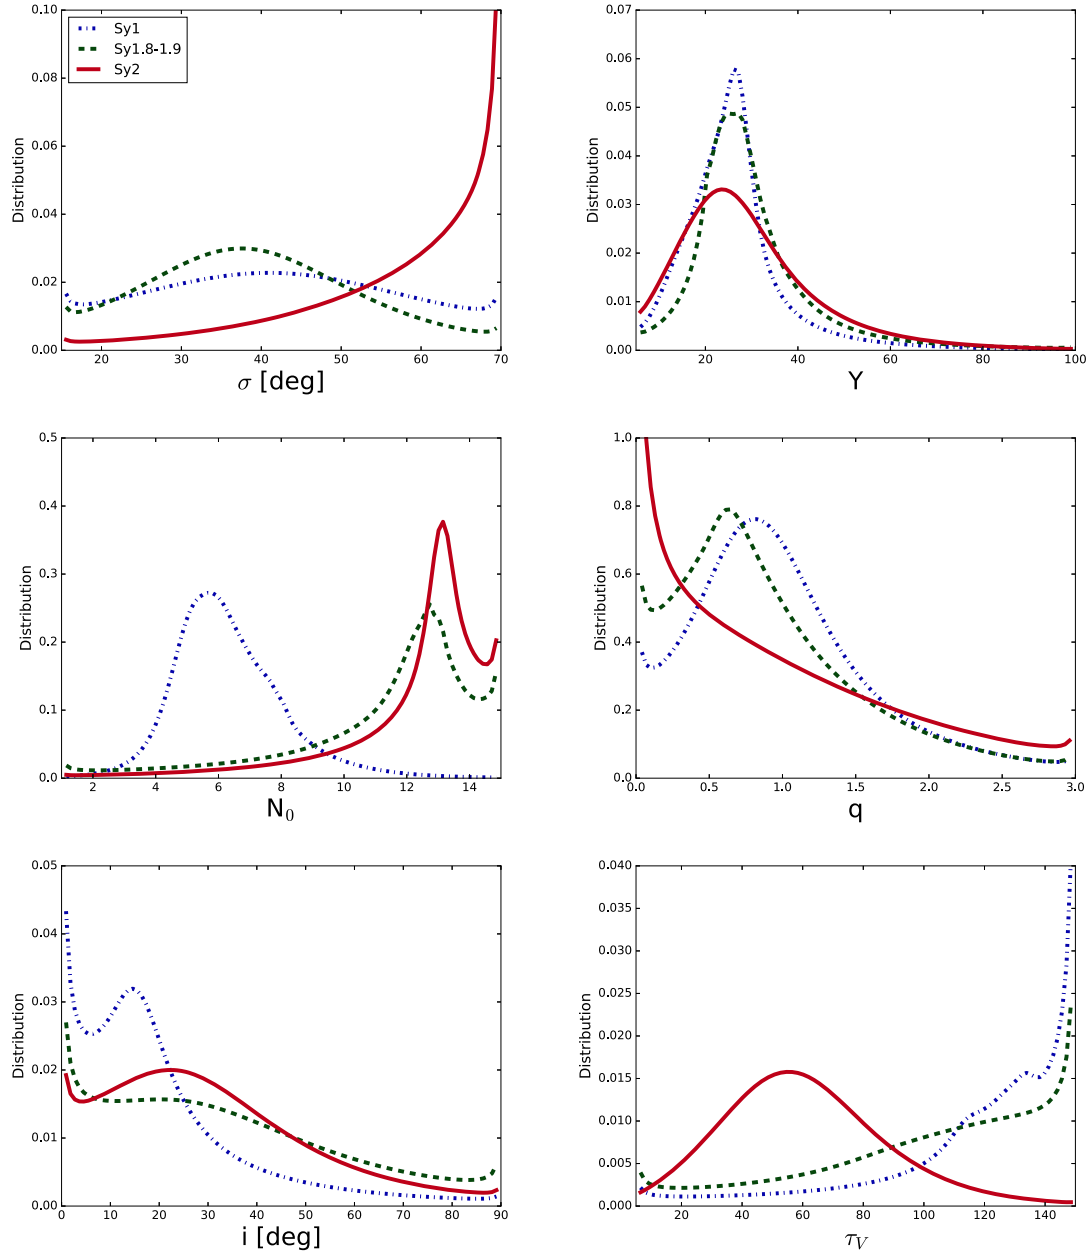 0.10
0.08
0.06
0.04
0.02
0.00
Distribution
Sy1
Sy1.8-1.9
Sy2
20 30 40 50 60 70
σ [deg]
0.07
0.06
0.05
0.04
0.03
0.02
0.01
0.00
Distribution
20 40 60 80 100
Y
0.5
0.4
0.3
0.2
0.1
0.0
Distribution
2 4 6 8 10 12 14
N₀
1.0
0.8
0.6
0.4
0.2
0.0
Distribution
0.0 0.5 1.0 1.5 2.0 2.5 3.0
q
0.05
0.04
0.03
0.02
0.01
0.00
Distribution
0 10 20 30 40 50 60 70 80 90
i [deg]
0.040
0.035
0.030
0.025
0.020
0.015
0.010
0.005
0.000
Distribution
20 40 60 80 100 120 140
τ_V